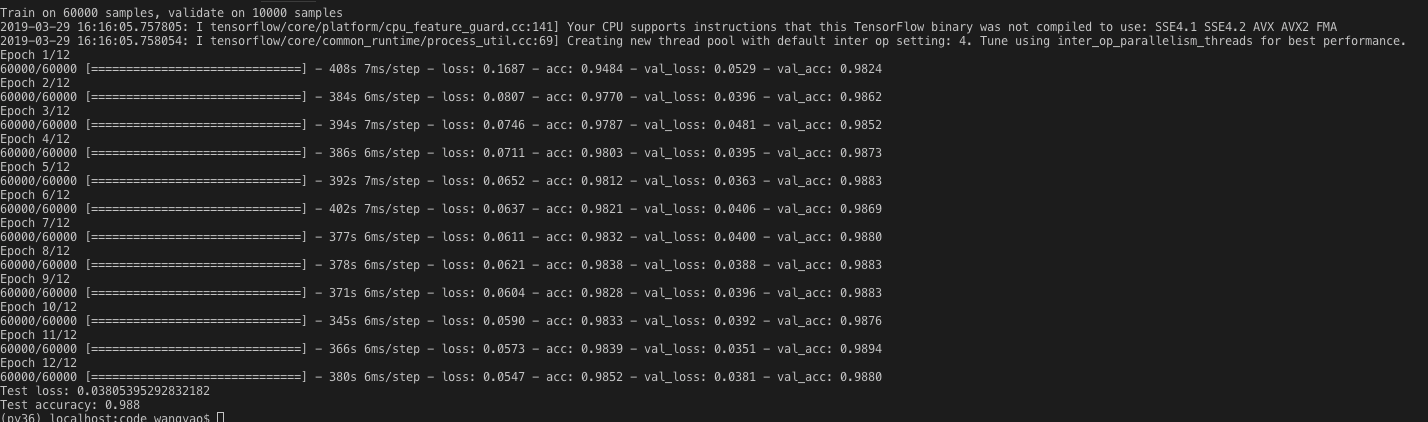 Train on 60000 samples, validate on 10000 samples
2019-03-29 16:16:05.757805: I tensorflow/core/platform/cpu_feature_guard.cc:141] Your CPU supports instructions that this TensorFlow binary was not compiled to use: SSE4.1 SSE4.2 AVX AVX2 FMA
2019-03-29 16:16:05.758054: I tensorflow/core/common_runtime/process_util.cc:69] Creating new thread pool with default inter op setting: 4. Tune using inter_op_parallelism_threads for best performance.
Epoch 1/12
60000/60000 [==============================] - 408s 7ms/step - loss: 0.1687 - acc: 0.9484 - val_loss: 0.0529 - val_acc: 0.9824
Epoch 2/12
60000/60000 [==============================] - 384s 6ms/step - loss: 0.0807 - acc: 0.9770 - val_loss: 0.0396 - val_acc: 0.9862
Epoch 3/12
60000/60000 [==============================] - 394s 7ms/step - loss: 0.0746 - acc: 0.9787 - val_loss: 0.0481 - val_acc: 0.9852
Epoch 4/12
60000/60000 [==============================] - 386s 6ms/step - loss: 0.0711 - acc: 0.9803 - val_loss: 0.0395 - val_acc: 0.9873
Epoch 5/12
60000/60000 [==============================] - 392s 7ms/step - loss: 0.0652 - acc: 0.9812 - val_loss: 0.0363 - val_acc: 0.9883
Epoch 6/12
60000/60000 [==============================] - 402s 7ms/step - loss: 0.0637 - acc: 0.9821 - val_loss: 0.0406 - val_acc: 0.9869
Epoch 7/12
60000/60000 [==============================] - 377s 6ms/step - loss: 0.0611 - acc: 0.9832 - val_loss: 0.0400 - val_acc: 0.9880
Epoch 8/12
60000/60000 [==============================] - 378s 6ms/step - loss: 0.0621 - acc: 0.9838 - val_loss: 0.0388 - val_acc: 0.9883
Epoch 9/12
60000/60000 [==============================] - 371s 6ms/step - loss: 0.0604 - acc: 0.9828 - val_loss: 0.0396 - val_acc: 0.9883
Epoch 10/12
60000/60000 [==============================] - 345s 6ms/step - loss: 0.0590 - acc: 0.9833 - val_loss: 0.0392 - val_acc: 0.9876
Epoch 11/12
60000/60000 [==============================] - 366s 6ms/step - loss: 0.0573 - acc: 0.9839 - val_loss: 0.0351 - val_acc: 0.9894
Epoch 12/12
60000/60000 [==============================] - 380s 6ms/step - loss: 0.0547 - acc: 0.9852 - val_loss: 0.0381 - val_acc: 0.9880
Test loss: 0.03805395292832182
Test accuracy: 0.988
(py36) localhost:code wangyao$